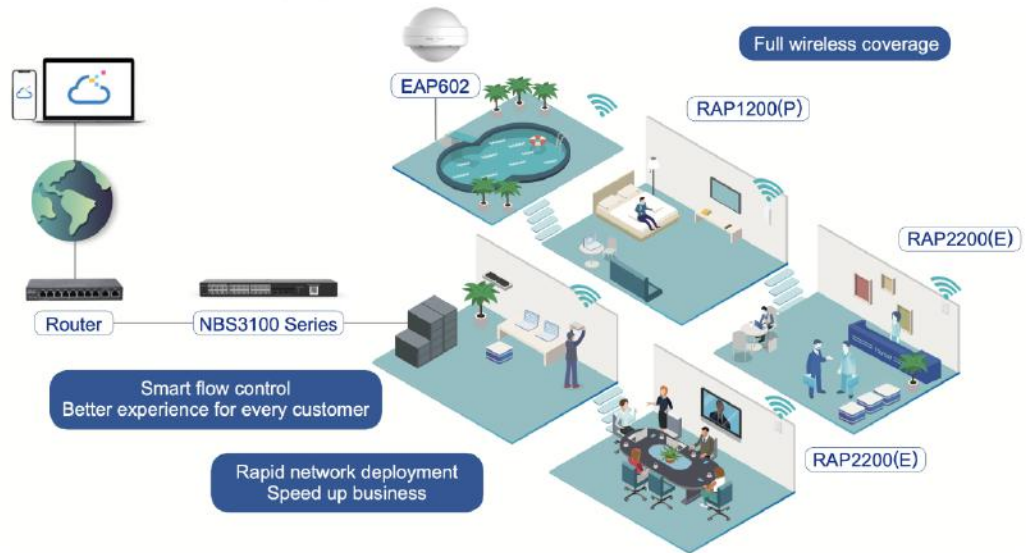 Full wireless coverage
EAP602
RAP1200(P)
RAP2200(E)
Router
NBS3100 Series
Smart flow control
Better experience for every customer
RAP2200(E)
Rapid network deployment
Speed up business